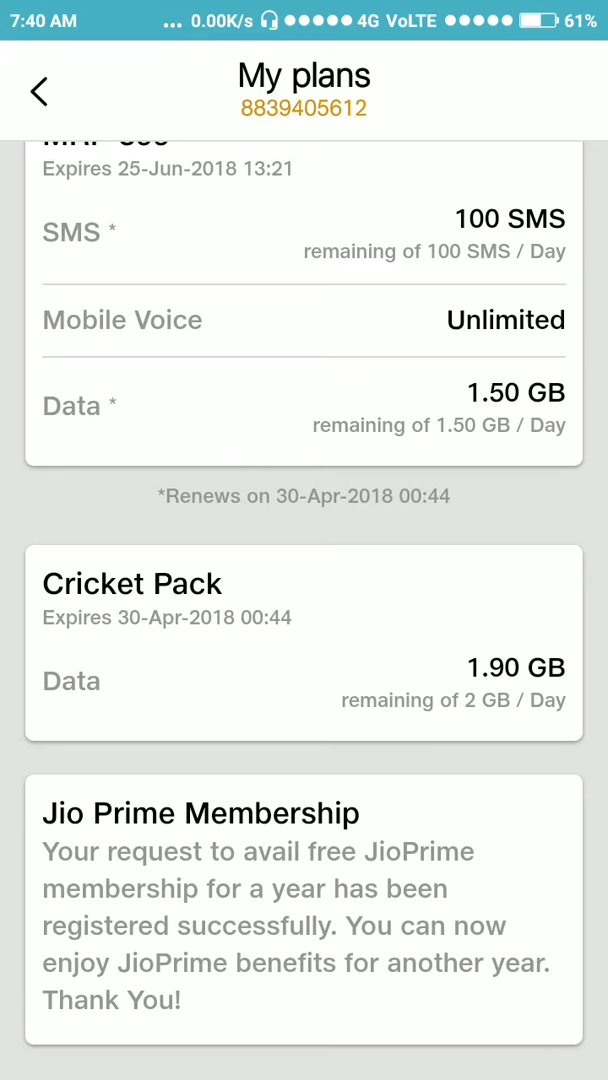 7:40 AM ... 0.00K/s 4G VoLTE 61%
My plans
8839405612
Expires 25-Jun-2018 13:21
SMS *
100 SMS
remaining of 100 SMS / Day
Mobile Voice
Unlimited
Data *
1.50 GB
remaining of 1.50 GB / Day
*Renews on 30-Apr-2018 00:44
Cricket Pack
Expires 30-Apr-2018 00:44
Data
1.90 GB
remaining of 2 GB / Day
Jio Prime Membership
Your request to avail free JioPrime
membership for a year has been
registered successfully. You can now
enjoy JioPrime benefits for another year.
Thank You!